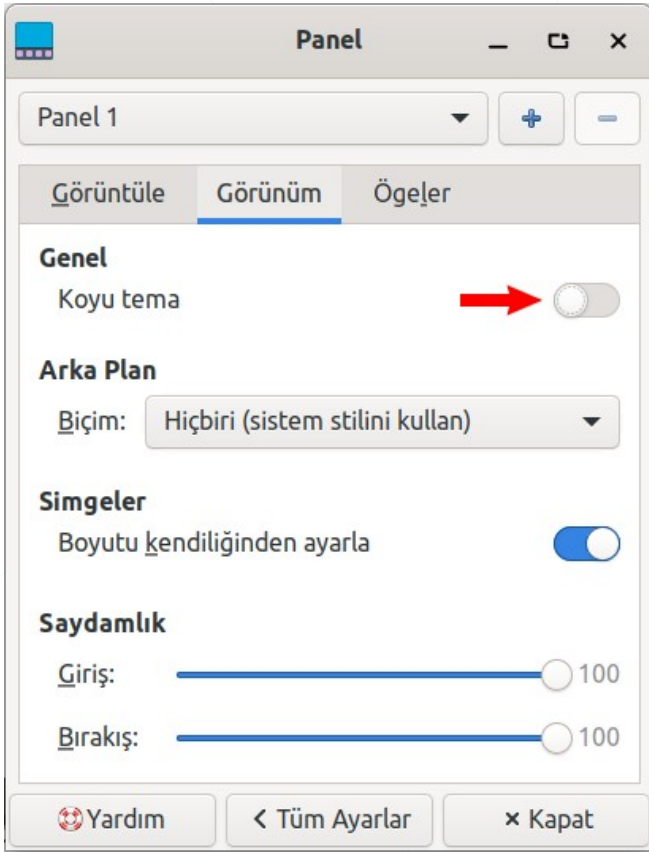 Panel
Panel 1
Görüntüle Görünüm Ögeler
Genel
Koyu tema
Arka Plan
Biçim: Hiçbiri (sistem stilini kullan)
Simgeler
Boyutu kendiliğinden ayarla
Saydamlık
Giriş: 100
Bırakış: 100
Yardım < Tüm Ayarlar × Kapat